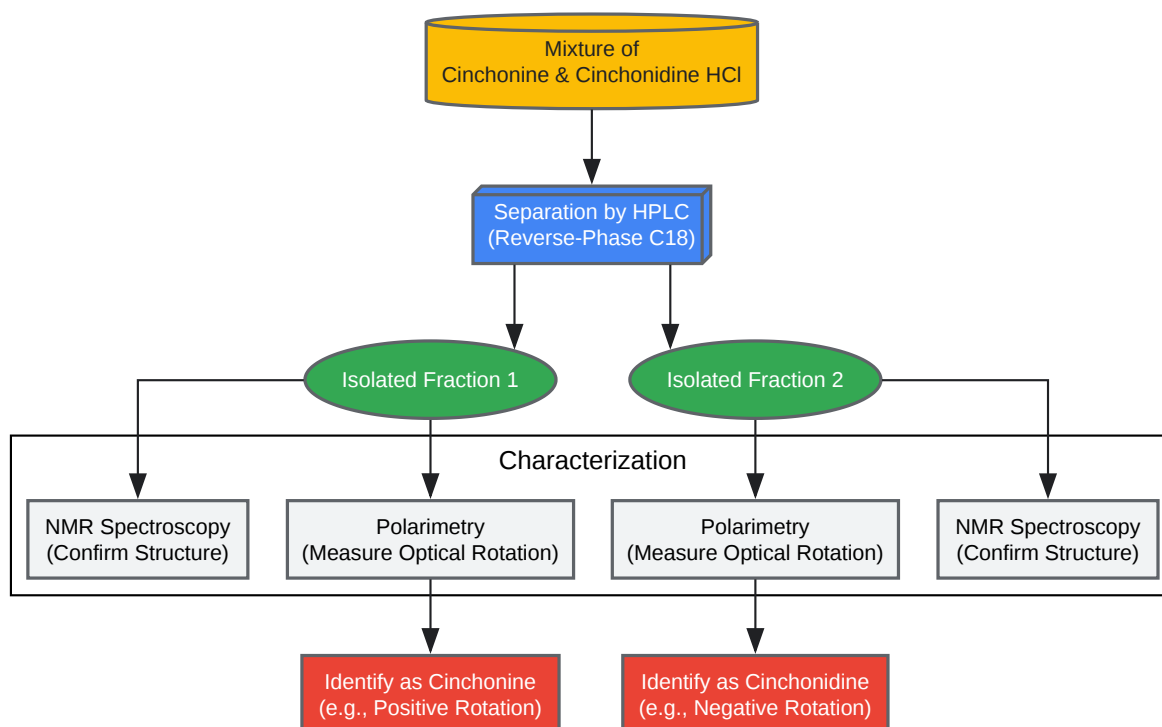 Mixture of
Cinchonine & Cinchonidine HCl
Separation by HPLC
(Reverse-Phase C18)
Isolated Fraction 1
Isolated Fraction 2
Characterization
NMR Spectroscopy
(Confirm Structure)
Polarimetry
(Measure Optical Rotation)
Polarimetry
(Measure Optical Rotation)
NMR Spectroscopy
(Confirm Structure)
Identify as Cinchonine
(e.g., Positive Rotation)
Identify as Cinchonidine
(e.g., Negative Rotation)